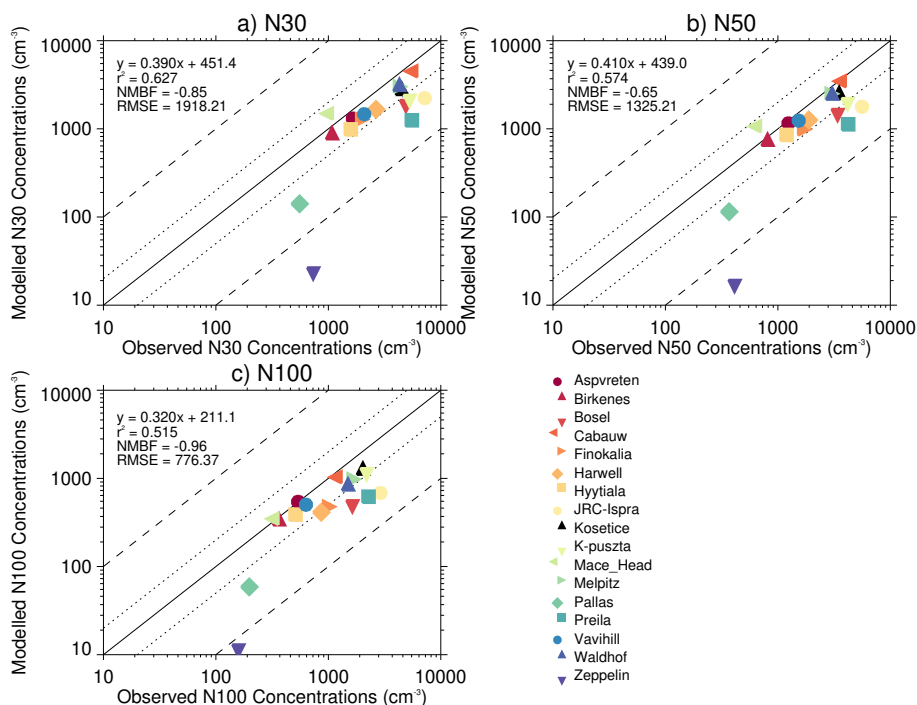 a) N30
y = 0.390x + 451.4
r² = 0.627
NMBF = -0.85
RMSE = 1918.21
10000
1000
100
10
10 100 1000 10000
Modelled N30 Concentrations (cm⁻³)
Observed N30 Concentrations (cm⁻³)
b) N50
y = 0.410x + 439.0
r² = 0.574
NMBF = -0.65
RMSE = 1325.21
10000
1000
100
10
10 100 1000 10000
Modelled N50 Concentrations (cm⁻³)
Observed N50 Concentrations (cm⁻³)
c) N100
y = 0.320x + 211.1
r² = 0.515
NMBF = -0.96
RMSE = 776.37
10000
1000
100
10
10 100 1000 10000
Modelled N100 Concentrations (cm⁻³)
Observed N100 Concentrations (cm⁻³)
Aspvreten
Birkenes
Bosel
Cabauw
Finokalia
Harwell
Hyytiala
JRC-Ispra
Kosetice
K-puszta
Mace_Head
Melpitz
Pallas
Preila
Vavihill
Waldhof
Zeppelin